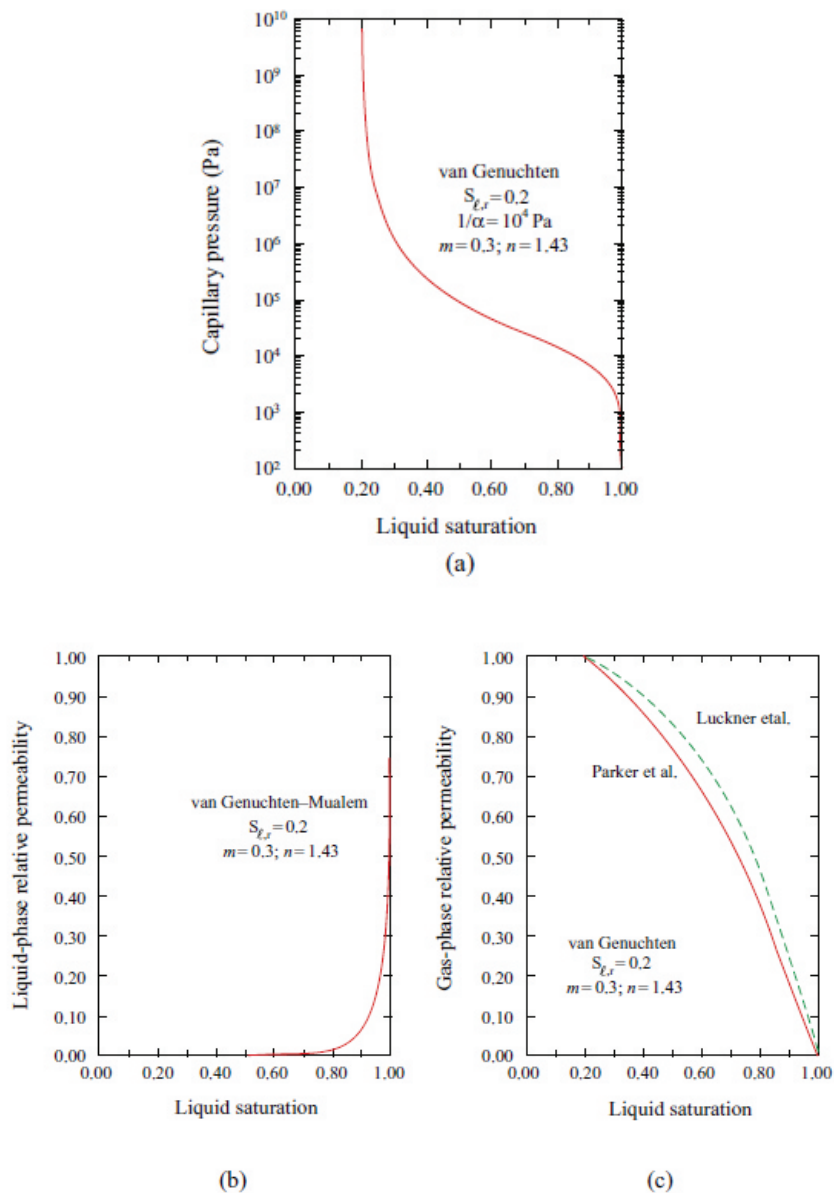 10¹⁰
10⁹
10⁸
10⁷
10⁶
10⁵
10⁴
10³
10²
Capillary pressure (Pa)
van Genuchten
Sℓ,r=0.2
1/α= 10⁴ Pa
m=0.3; n=1.43
0.00 0.20 0.40 0.60 0.80 1.00
Liquid saturation
(a)
1.00
0.90
0.80
0.70
0.60
0.50
0.40
0.30
0.20
0.10
0.00
Liquid-phase relative permeability
van Genuchten–Mualem
Sℓ,r=0.2
m=0.3; n=1.43
0.00 0.20 0.40 0.60 0.80 1.00
Liquid saturation
(b)
1.00
0.90
0.80
0.70
0.60
0.50
0.40
0.30
0.20
0.10
0.00
Gas-phase relative permeability
Luckner etal.
Parker et al.
van Genuchten
Sℓ,r=0.2
m=0.3; n=1.43
0.00 0.20 0.40 0.60 0.80 1.00
Liquid saturation
(c)